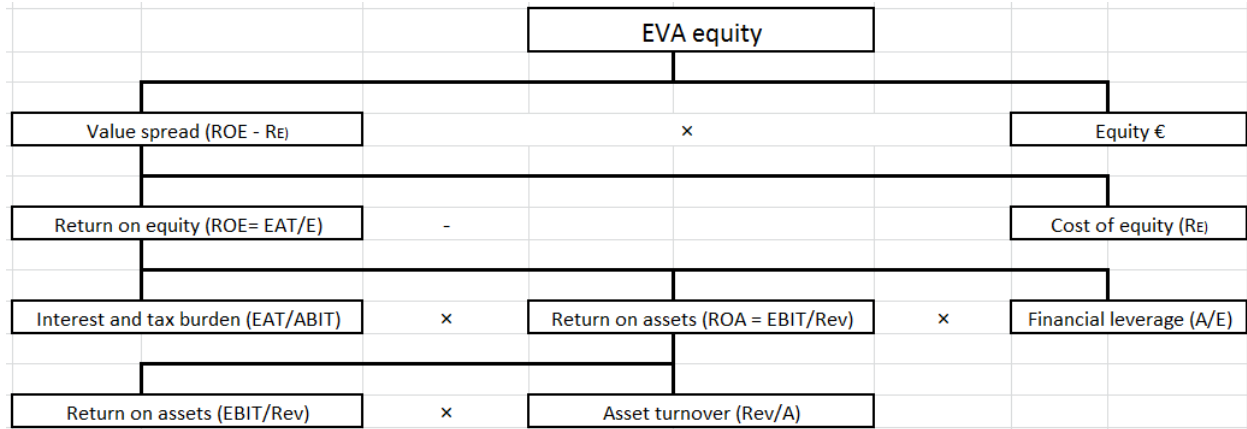 EVA equity
Value spread (ROE - RE)
×
Equity €
Return on equity (ROE= EAT/E)
-
Cost of equity (RE)
Interest and tax burden (EAT/ABIT)
×
Return on assets (ROA = EBIT/Rev)
×
Financial leverage (A/E)
Return on assets (EBIT/Rev)
×
Asset turnover (Rev/A)